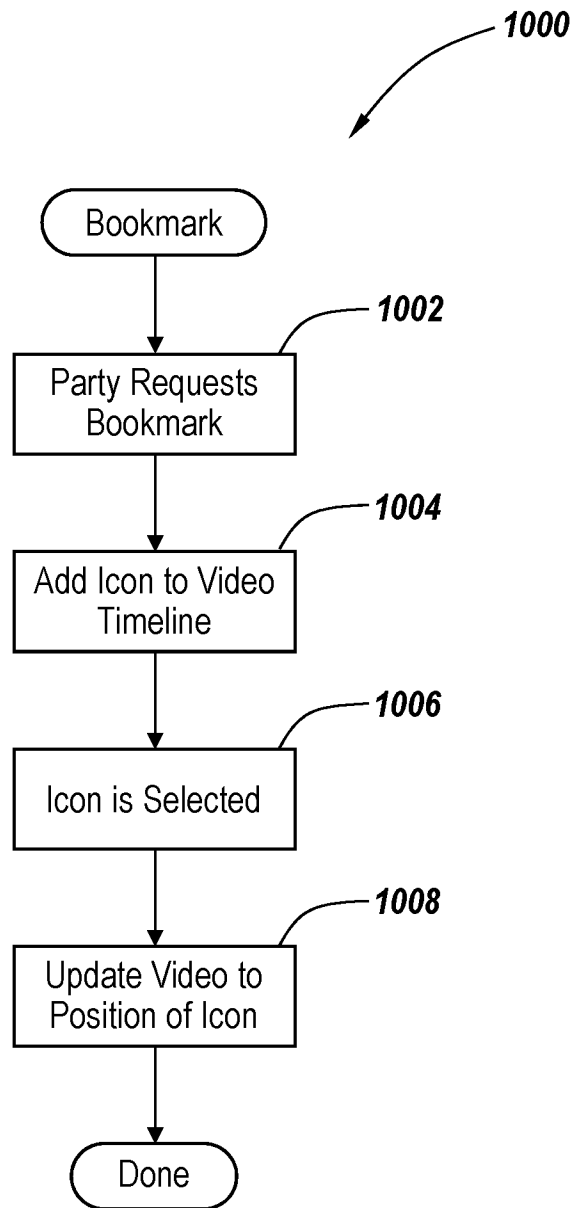 1000
Bookmark
1002
Party Requests
Bookmark
1004
Add Icon to Video
Timeline
1006
Icon is Selected
1008
Update Video to
Position of Icon
Done